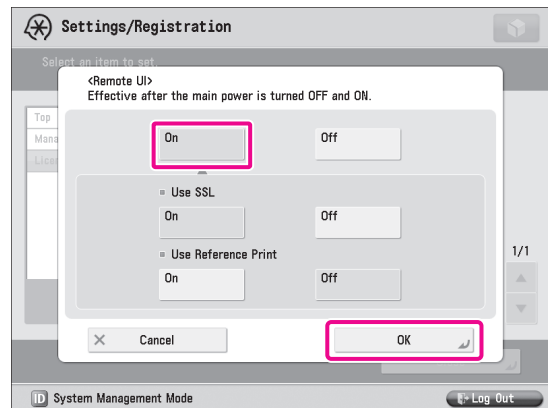 Settings/Registration
Select an item to set.
<Remote UI>
Effective after the main power is turned OFF and ON.
Top
On
Off
Mana
Licen
Use SSL
On
Off
Use Reference Print
1/1
On
Off
Cancel
OK
ID System Management Mode
Log Out